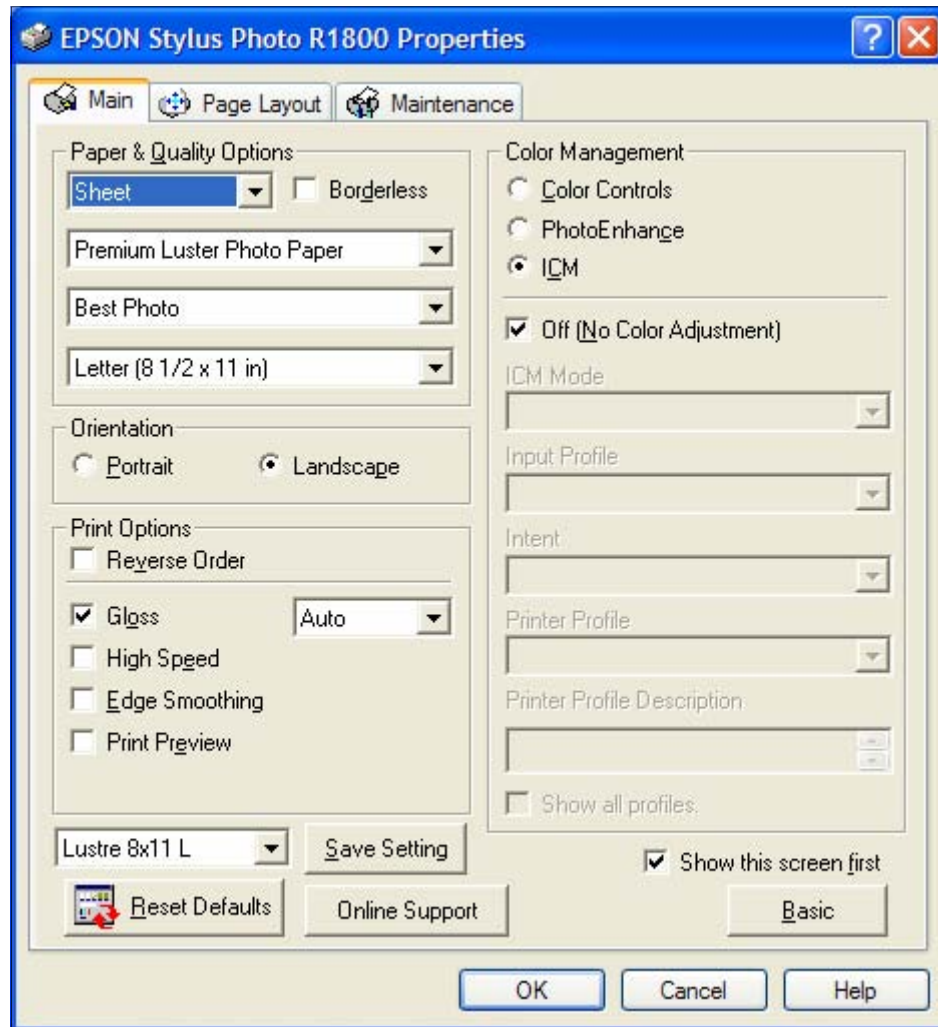 EPSON Stylus Photo R1800 Properties
Main
Page Layout
Maintenance
Paper & Quality Options
Sheet
Borderless
Premium Luster Photo Paper
Best Photo
Letter (8 1/2 x 11 in)
Orientation
Portrait
Landscape
Print Options
Reverse Order
Gloss
Auto
High Speed
Edge Smoothing
Print Preview
Color Management
Color Controls
PhotoEnhance
ICM
Off (No Color Adjustment)
ICM Mode
Input Profile
Intent
Printer Profile
Printer Profile Description
Show all profiles.
Lustre 8x11 L
Save Setting
Show this screen first
Reset Defaults
Online Support
Basic
OK
Cancel
Help